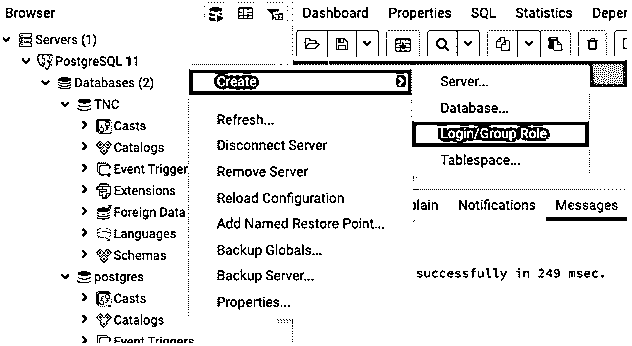 Browser
Dashboard Properties SQL Statistics Depen
Servers (1)
PostgreSQL 11
Databases (2)
TNC
Casts
Catalogs
Event Trigger
Extensions
Foreign Data
Languages
Schemas
postgres
Casts
Catalogs
Event Triggers
Create
Refresh...
Disconnect Server
Remove Server
Reload Configuration
Add Named Restore Point...
Backup Globals...
Backup Server...
Properties...
Server...
Database...
Login/Group Role
Tablespace...
plain Notifications Messages
successfully in 249 msec.